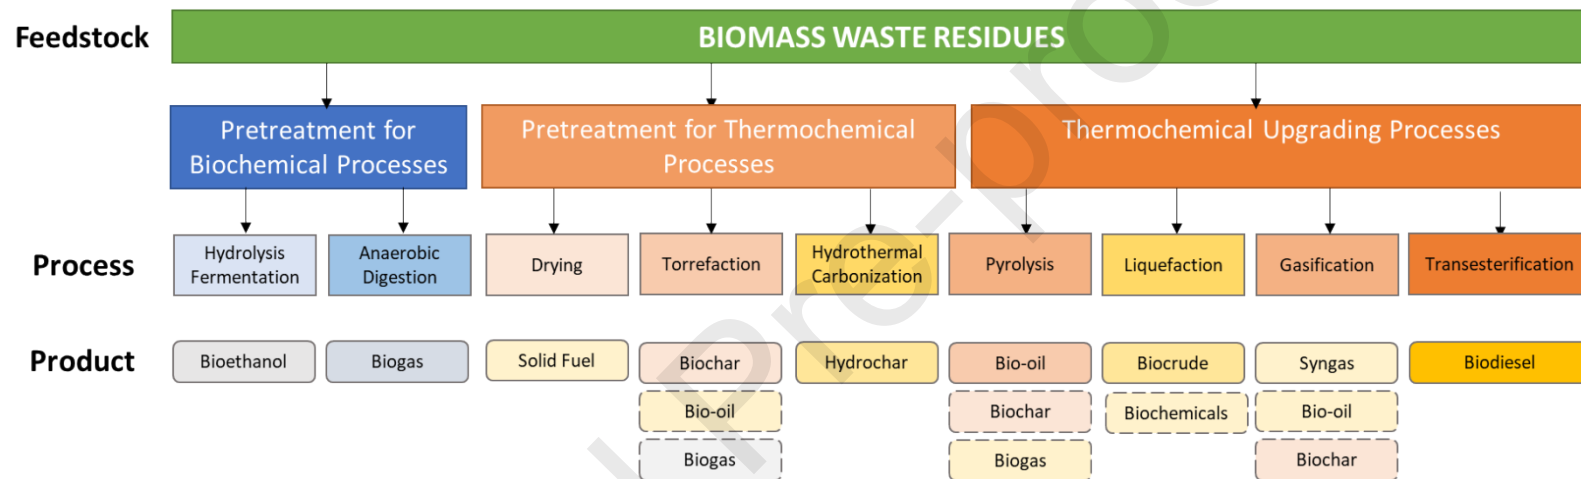 Feedstock
BIOMASS WASTE RESIDUES
Pretreatment for
Biochemical Processes
Pretreatment for Thermochemical
Processes
Thermochemical Upgrading Processes
Process
Hydrolysis
Fermentation
Anaerobic
Digestion
Drying
Torrefaction
Hydrothermal
Carbonization
Pyrolysis
Liquefaction
Gasification
Transesterification
Product
Bioethanol
Biogas
Solid Fuel
Biochar
Hydrochar
Bio-oil
Biocrude
Syngas
Biodiesel
Bio-oil
Biochar
Biochemicals
Bio-oil
Biogas
Biogas
Biochar